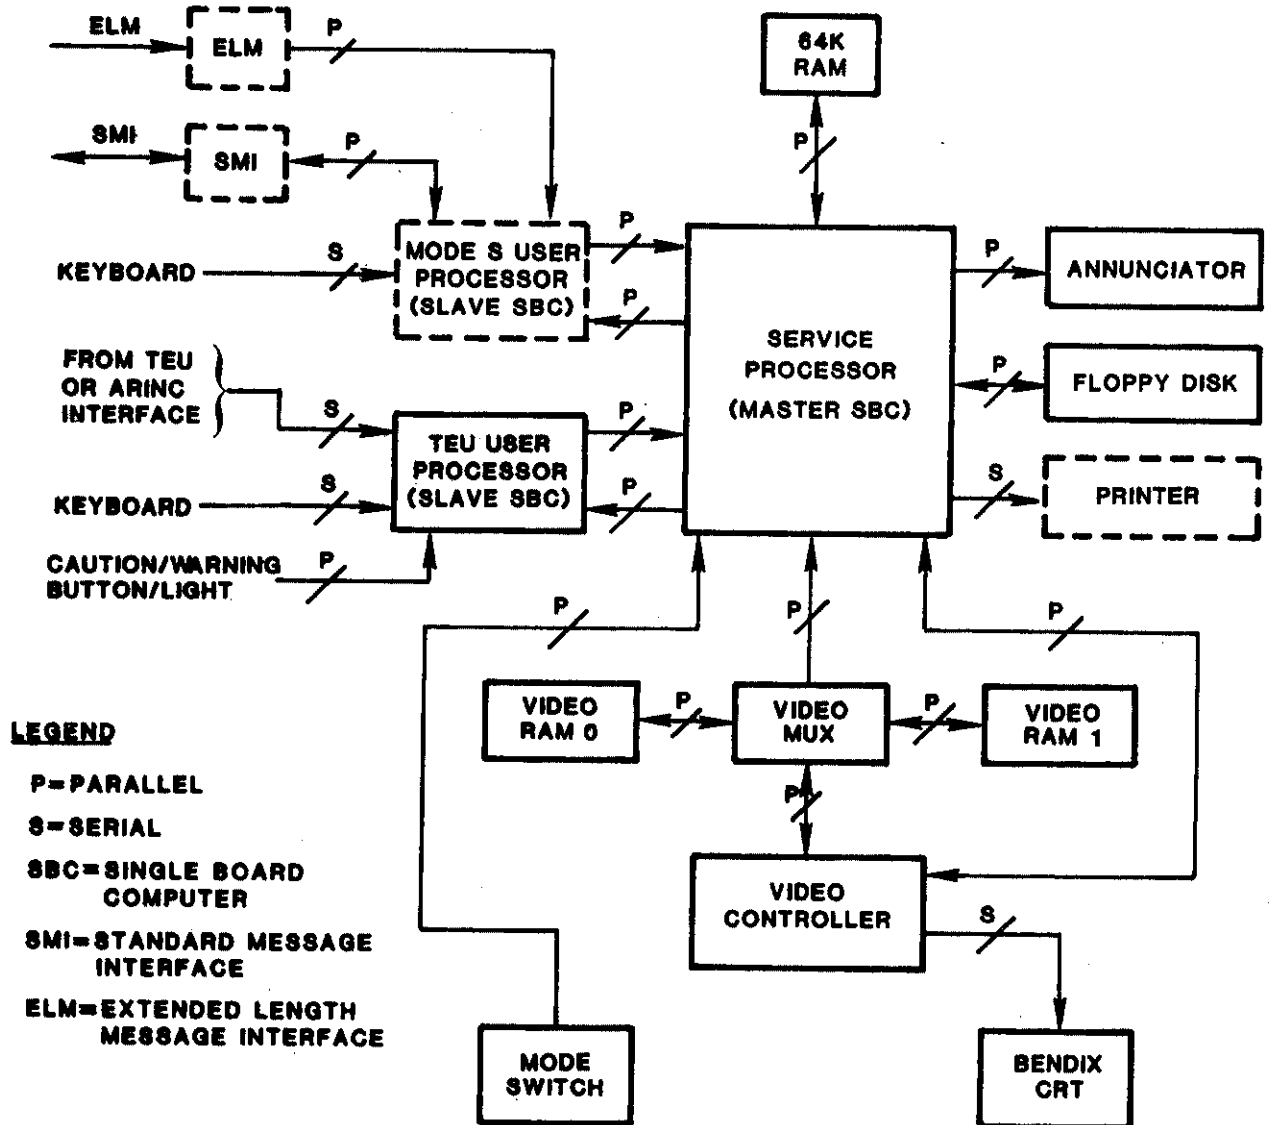 ELM
ELM
P
64K
RAM
P
SMI
SMI
P
KEYBOARD
S
MODE S USER
PROCESSOR
(SLAVE SBC)
P
P
SERVICE
PROCESSOR
(MASTER SBC)
P
ANNUNCIATOR
P
FLOPPY DISK
S
PRINTER
FROM TEU
OR ARINC
INTERFACE
S
TEU USER
PROCESSOR
(SLAVE SBC)
P
P
KEYBOARD
S
CAUTION/WARNING
BUTTON/LIGHT
P
P
P
P
VIDEO
RAM 0
P
VIDEO
MUX
P
VIDEO
RAM 1
P
VIDEO
CONTROLLER
S
MODE
SWITCH
BENDIX
CRT
LEGEND
P=PARALLEL
S=SERIAL
SBC=SINGLE BOARD
COMPUTER
SMI=STANDARD MESSAGE
INTERFACE
ELM=EXTENDED LENGTH
MESSAGE INTERFACE